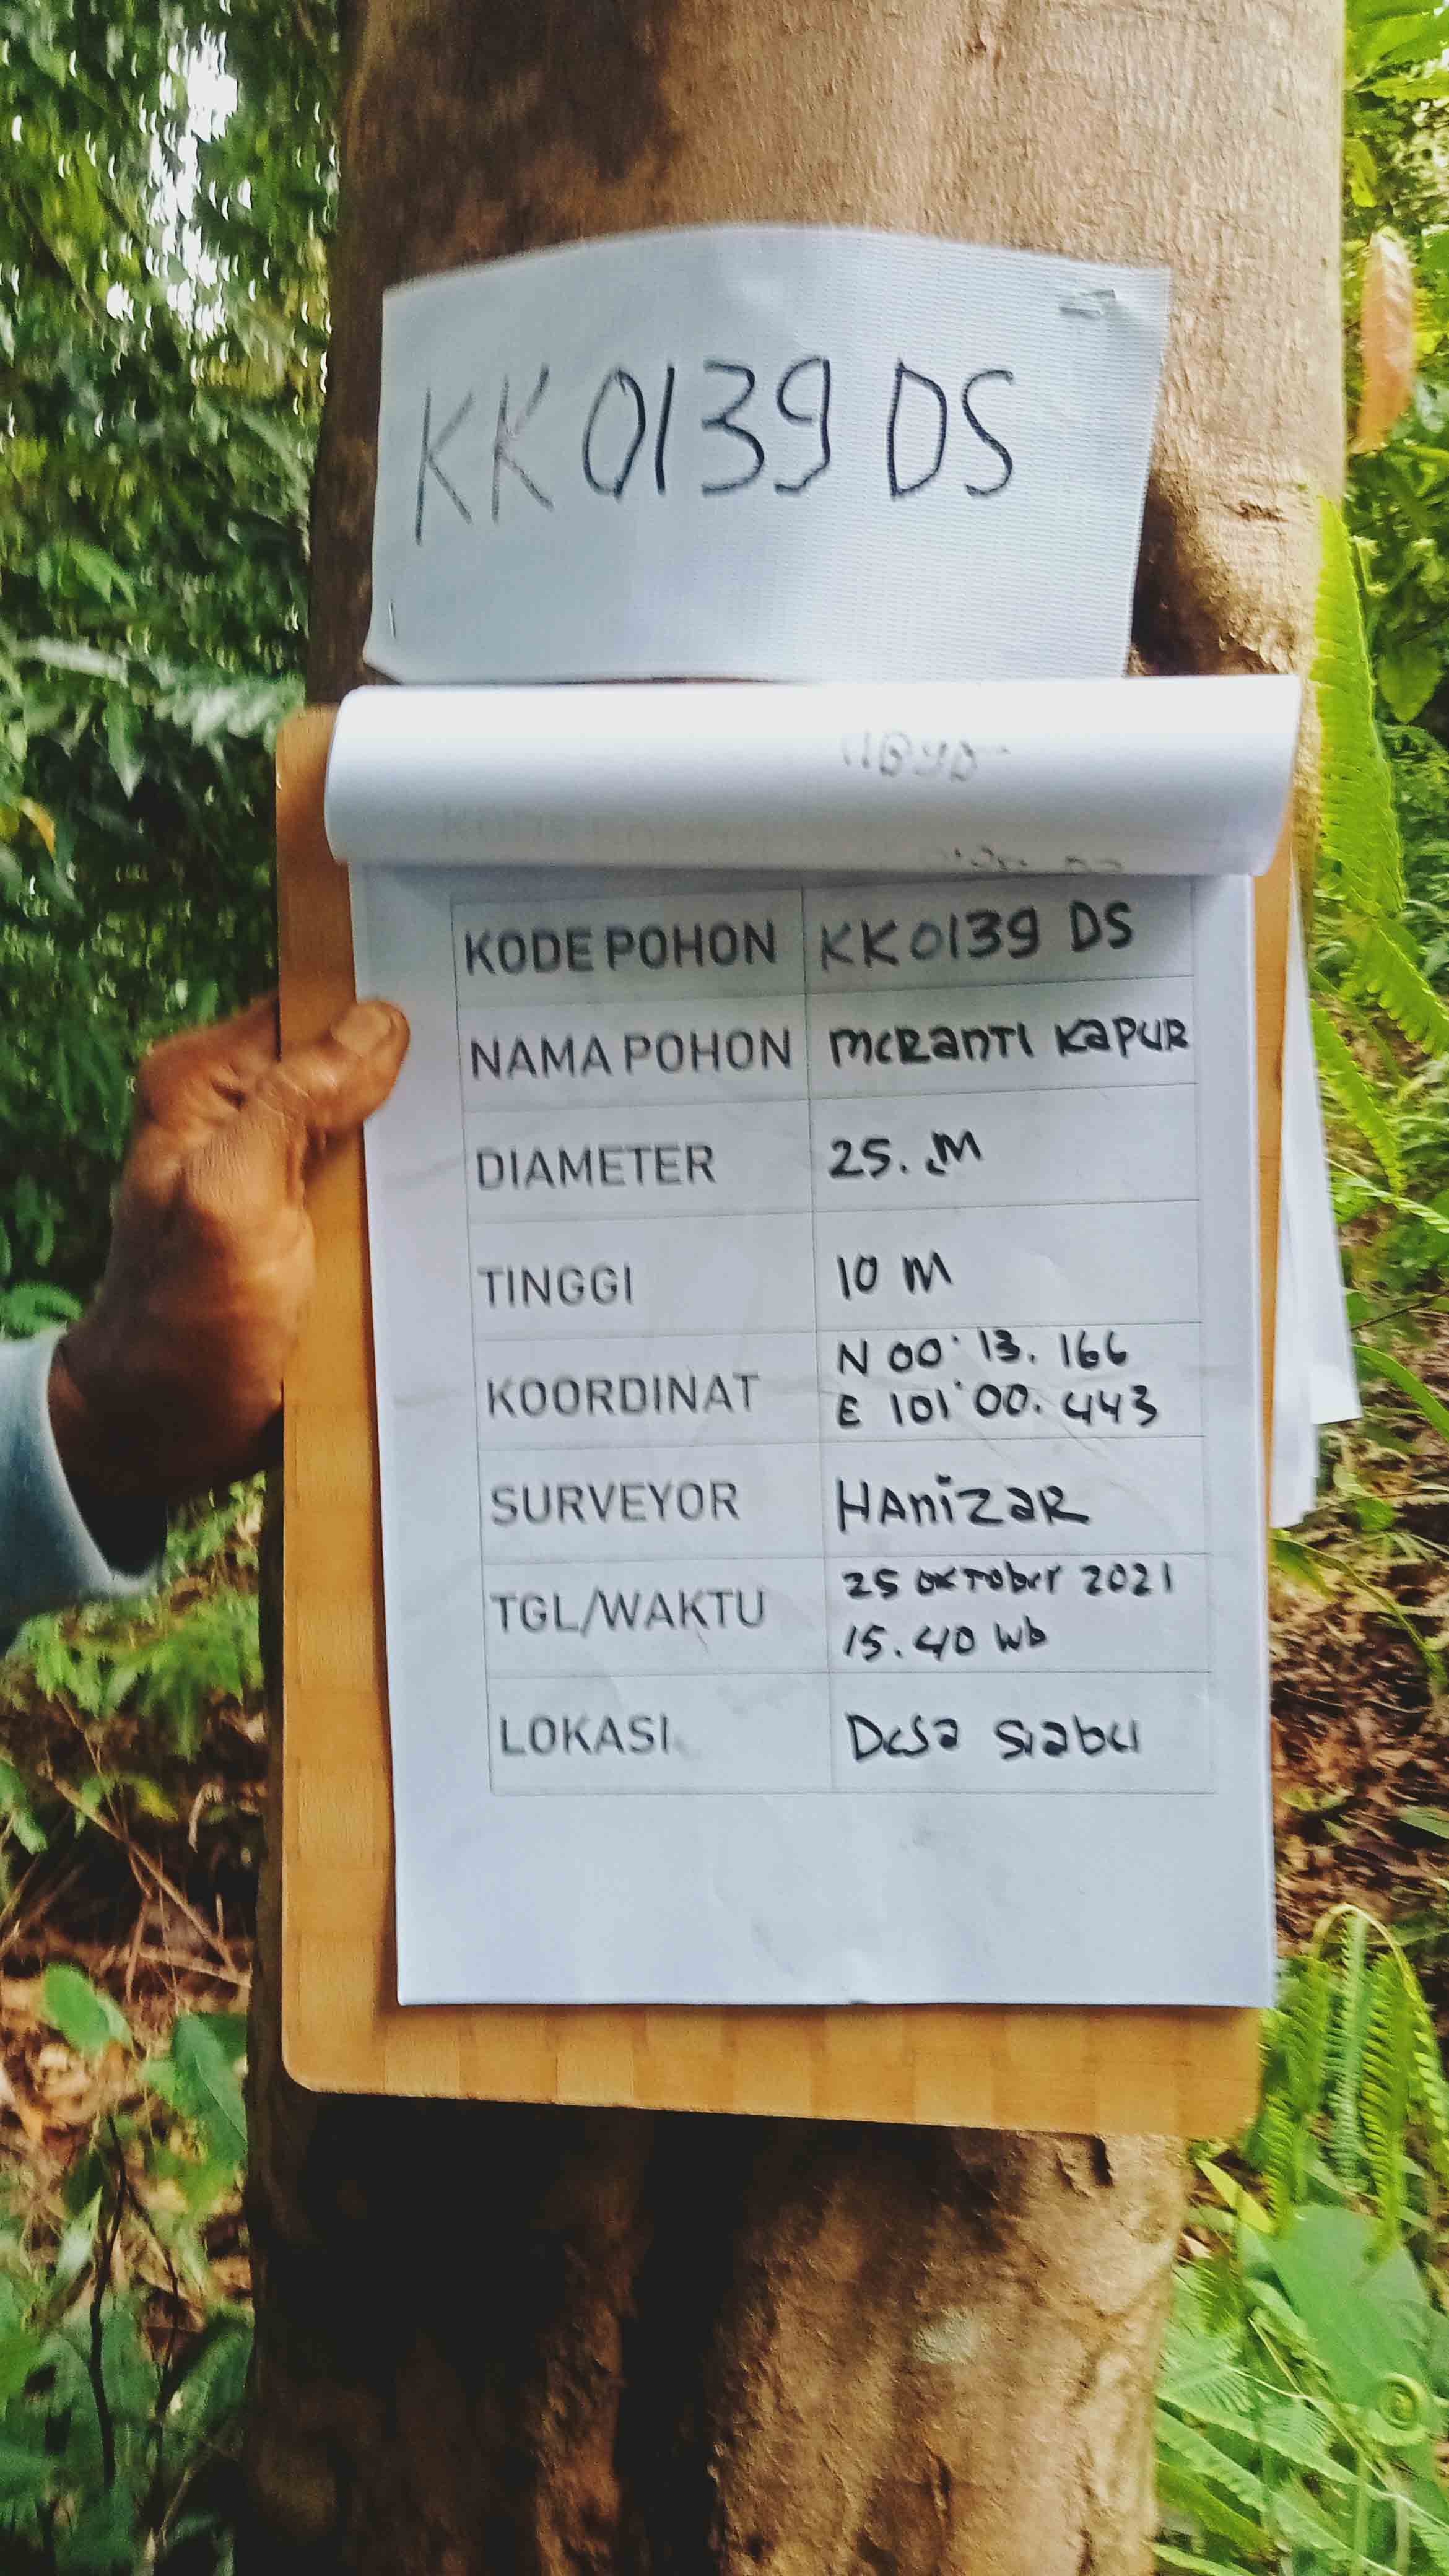 KK0139 DS
KODE POHON KK0139 DS
NAMA POHON MERANTI KAPUR
DIAMETER 25. M
TINGGI 10 M
KOORDINAT N 00° 13. 166
E 101° 00. 443
SURVEYOR HANIZAR
TGL/WAKTU 25 OKTOBER 2021
15.40 Wb
LOKASI Desa Siabu